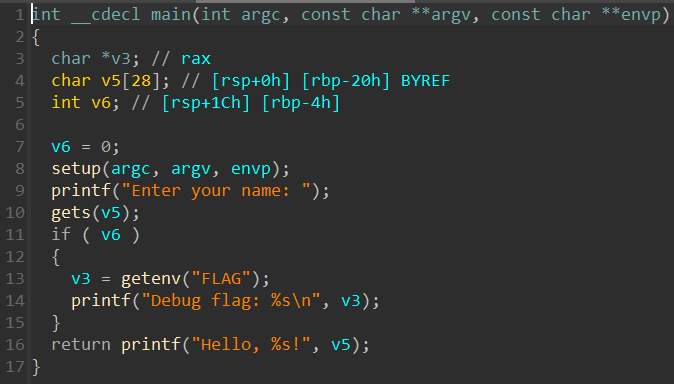 1 int __cdecl main(int argc, const char **argv, const char **envp)
2 {
3   char *v3; // rax
4   char v5[28]; // [rsp+0h] [rbp-20h] BYREF
5   int v6; // [rsp+1Ch] [rbp-4h]
6
7   v6 = 0;
8   setup(argc, argv, envp);
9   printf("Enter your name: ");
10   gets(v5);
11   if ( v6 )
12   {
13     v3 = getenv("FLAG");
14     printf("Debug flag: %s\n", v3);
15   }
16   return printf("Hello, %s!", v5);
17 }